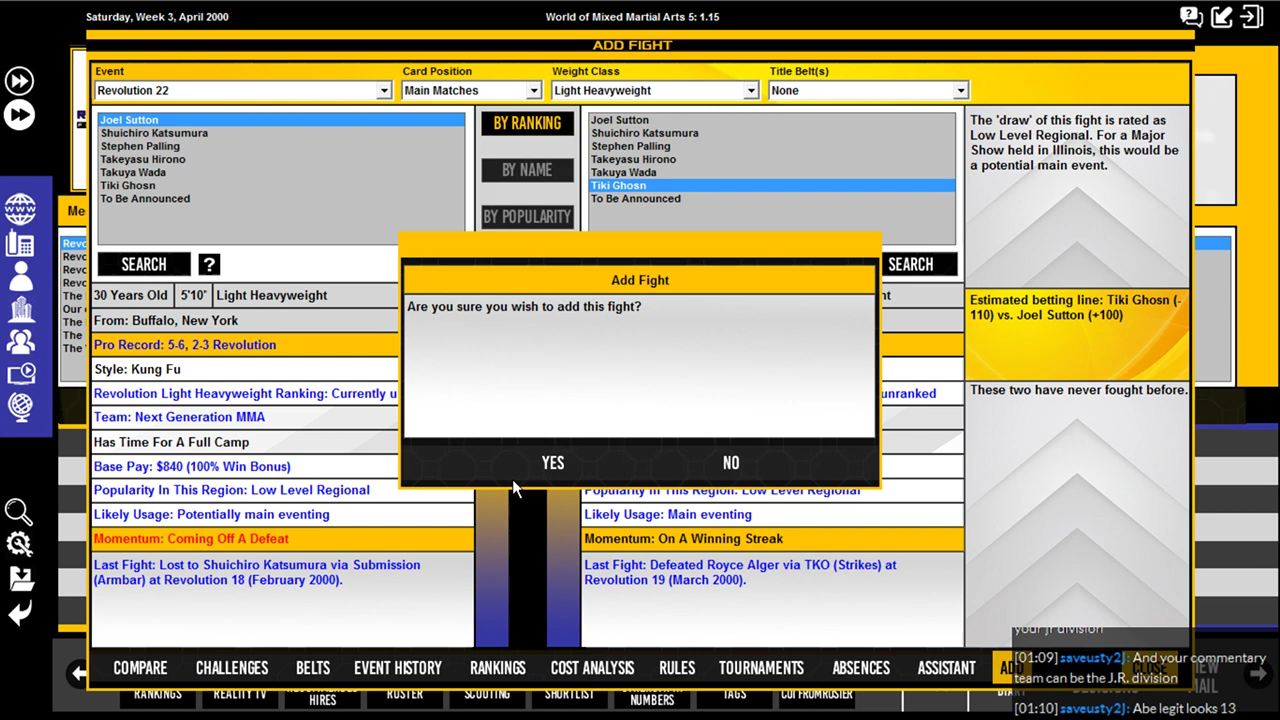 Saturday, Week 3, April 2000
World of Mixed Martial Arts 5: 1.15
ADD FIGHT
Event
Card Position
Weight Class
Title Belt(s)
Revolution 22
Main Matches
Light Heavyweight
None
Joel Sutton
Shuichiro Katsumura
Stephen Palling
Takeyasu Hirono
Takuya Wada
Tiki Ghosn
To Be Announced
BY RANKING
BY NAME
BY POPULARITY
Joel Sutton
Shuichiro Katsumura
Stephen Palling
Takeyasu Hirono
Takuya Wada
Tiki Ghosn
To Be Announced
The 'draw' of this fight is rated as
Low Level Regional. For a Major
Show held in Illinois, this would be
a potential main event.
SEARCH
?
SEARCH
30 Years Old
5'10"
Light Heavyweight
From: Buffalo, New York
Pro Record: 5-6, 2-3 Revolution
Style: Kung Fu
Revolution Light Heavyweight Ranking: Currently u
unranked
Team: Next Generation MMA
Has Time For A Full Camp
Base Pay: $840 (100% Win Bonus)
Popularity In This Region: Low Level Regional
Likely Usage: Potentially main eventing
Momentum: Coming Off A Defeat
Last Fight: Lost to Shuichiro Katsumura via Submission
(Armbar) at Revolution 18 (February 2000).
Add Fight
Are you sure you wish to add this fight?
YES
NO
Popularity In This Region: Low Level Regional
Likely Usage: Main eventing
Momentum: On A Winning Streak
Last Fight: Defeated Royce Alger via TKO (Strikes) at
Revolution 19 (March 2000).
Estimated betting line: Tiki Ghosn (-
110) vs. Joel Sutton (+100)
These two have never fought before.
COMPARE
CHALLENGES
BELTS
EVENT HISTORY
RANKINGS
COST ANALYSIS
RULES
TOURNAMENTS
ABSENCES
ASSISTANT
CLOSE
RANKINGS
REALITY TV
HIRES
ROSTER
SCOUTING
SHORTLIST
NUMBERS
TAGS
MAIL
your jr division
[01:09] saveusty2J: And your commentary
team can be the J.R. division
[01:10] saveusty2J: Abe legit looks 13